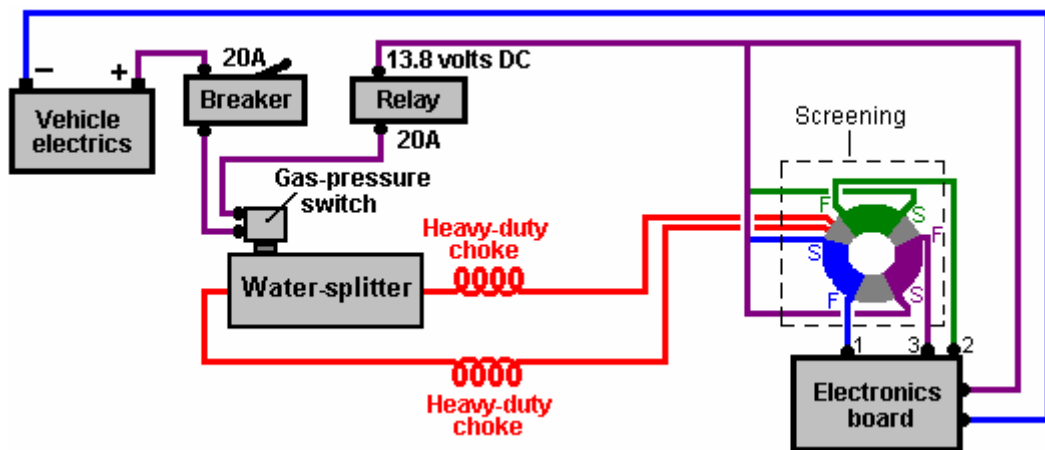 −
+
Vehicle
electrics
20A
Breaker
13.8 volts DC
Relay
20A
Gas-pressure
switch
Water-splitter
Heavy-duty
choke
Heavy-duty
choke
Screening
F
S
F
S
F
S
1
3
2
Electronics
board